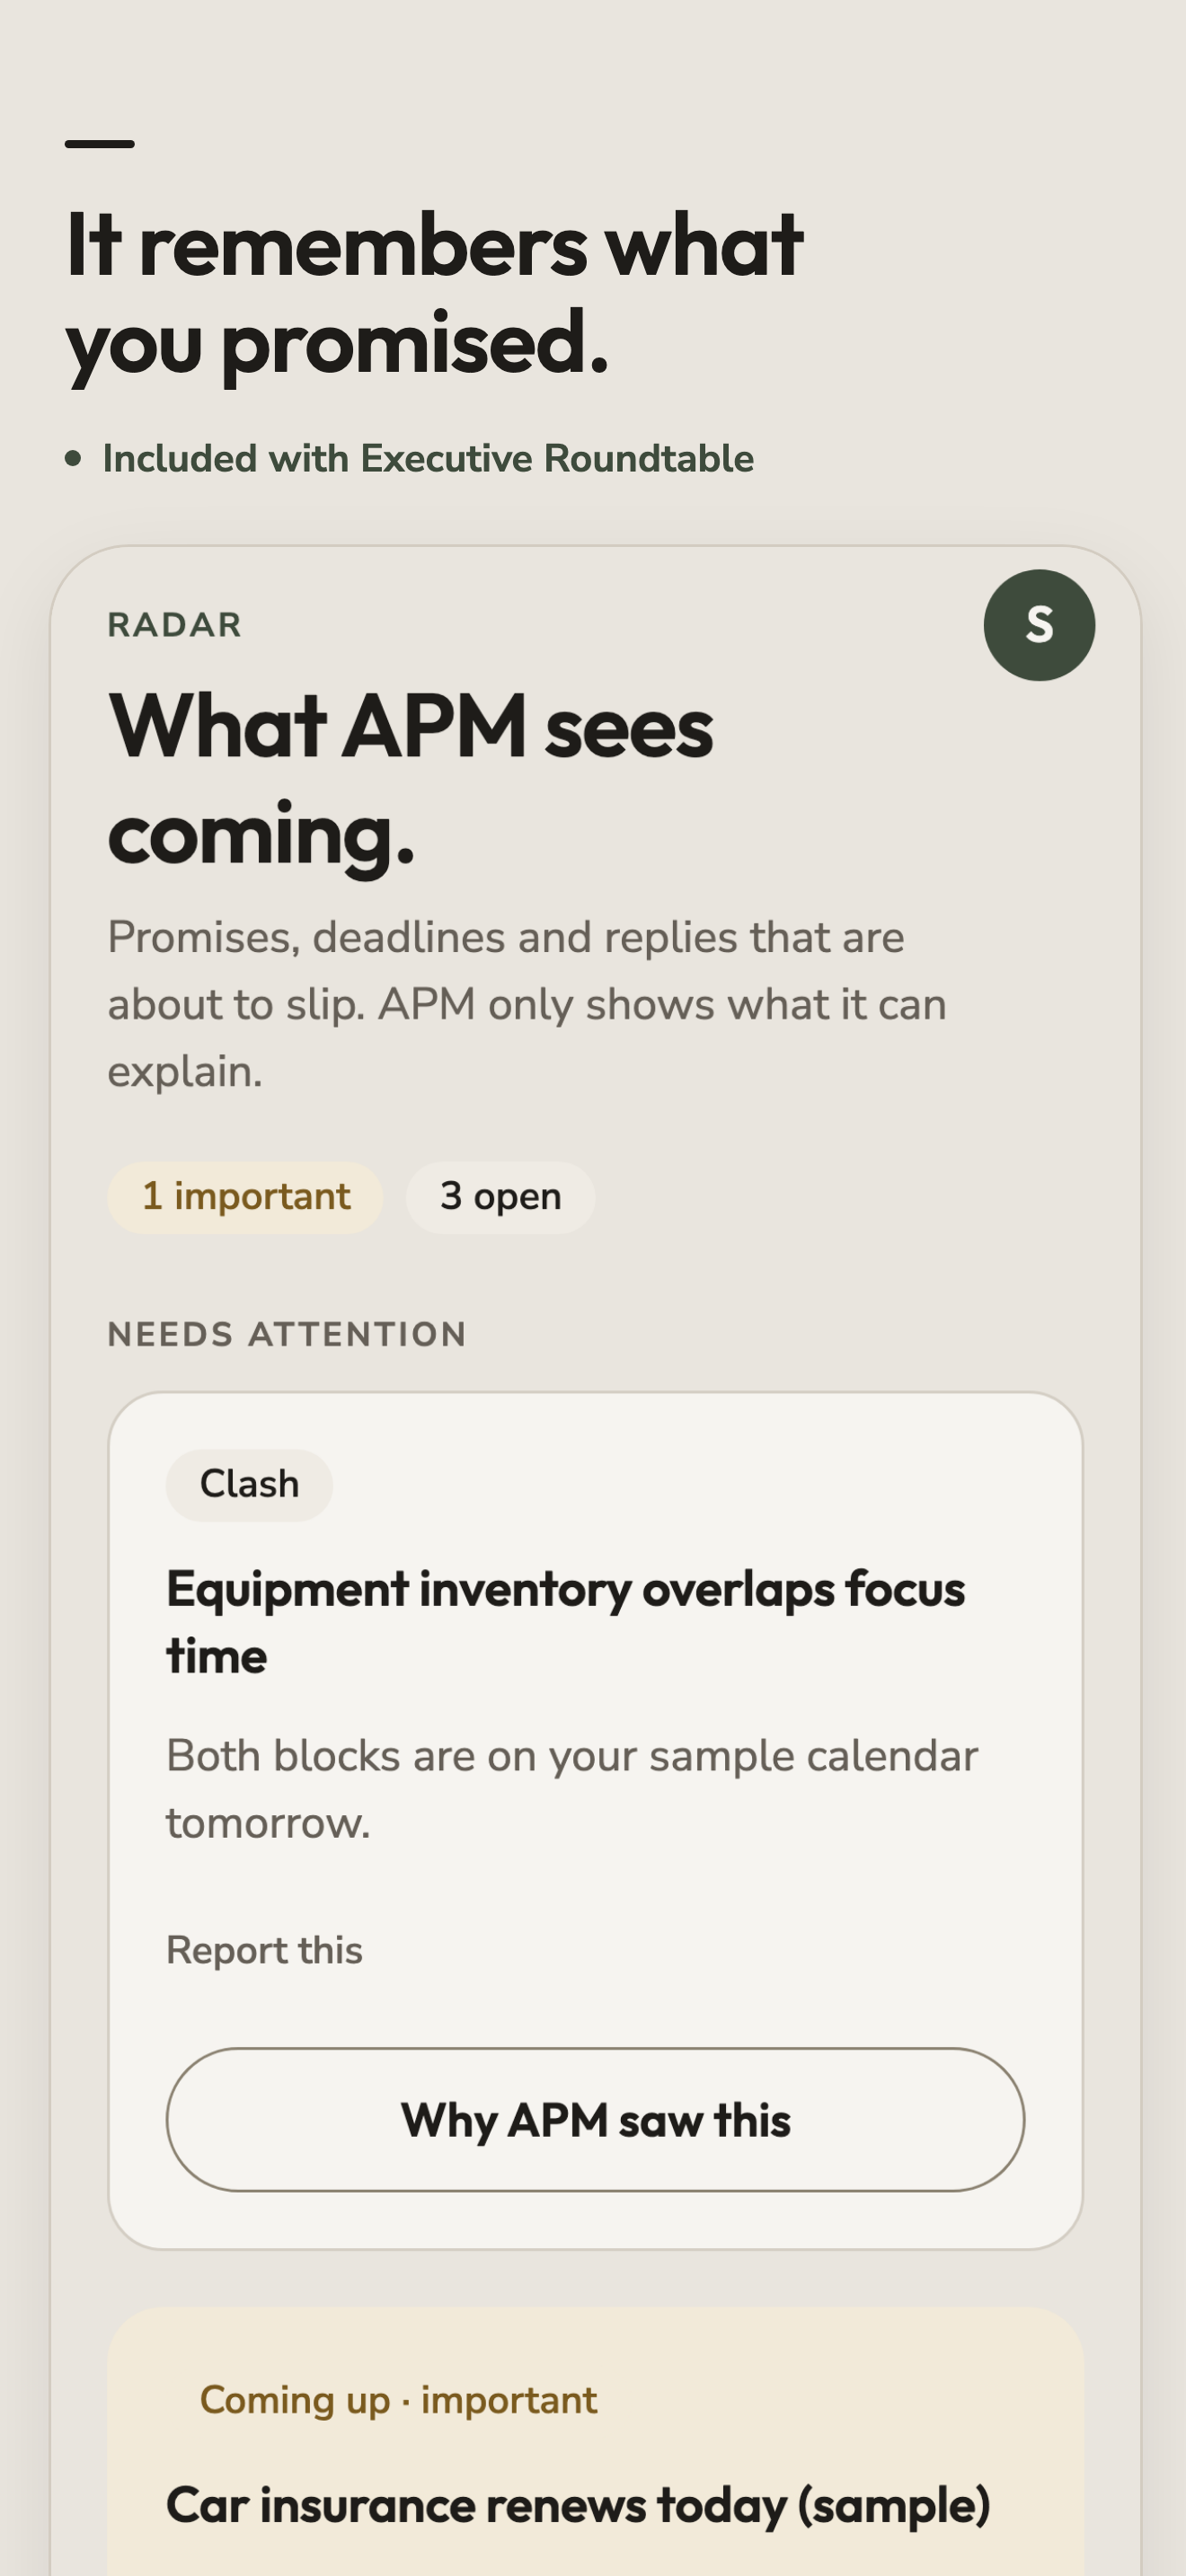 It remembers what
you promised.
Included with Executive Roundtable
RADAR
S
What APM sees
coming.
Promises, deadlines and replies that are
about to slip. APM only shows what it can
explain.
1 important
3 open
NEEDS ATTENTION
Clash
Equipment inventory overlaps focus
time
Both blocks are on your sample calendar
tomorrow.
Report this
Why APM saw this
Coming up · important
Car insurance renews today (sample)